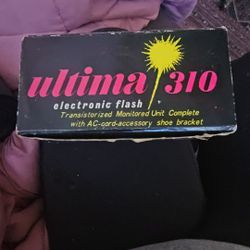 ultima 310
electronic flash
Transistorized Monitored Unit Complete
with AC-cord-accessory shoe bracket